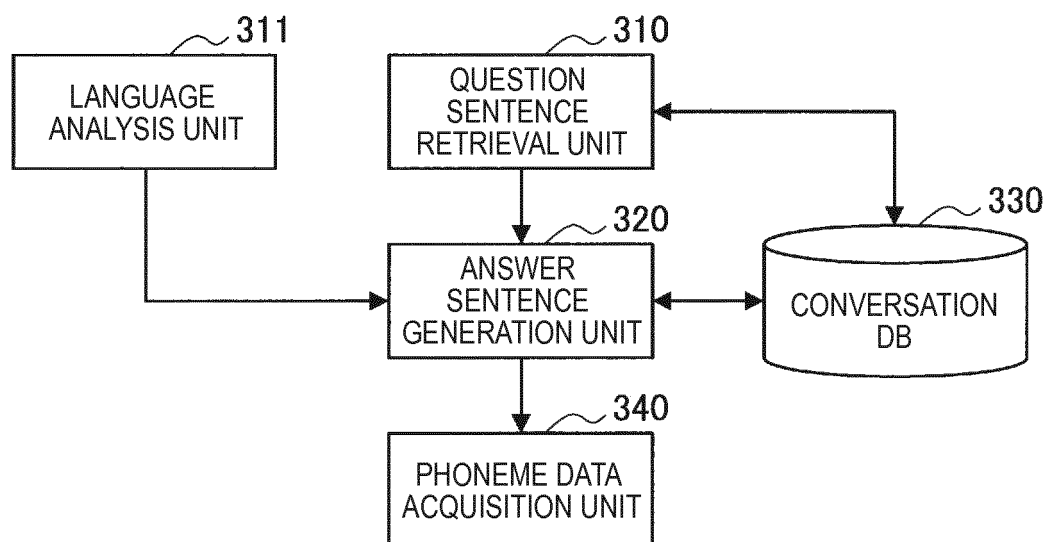 311
LANGUAGE
ANALYSIS UNIT
310
QUESTION
SENTENCE
RETRIEVAL UNIT
320
ANSWER
SENTENCE
GENERATION UNIT
330
CONVERSATION
DB
340
PHONEME DATA
ACQUISITION UNIT